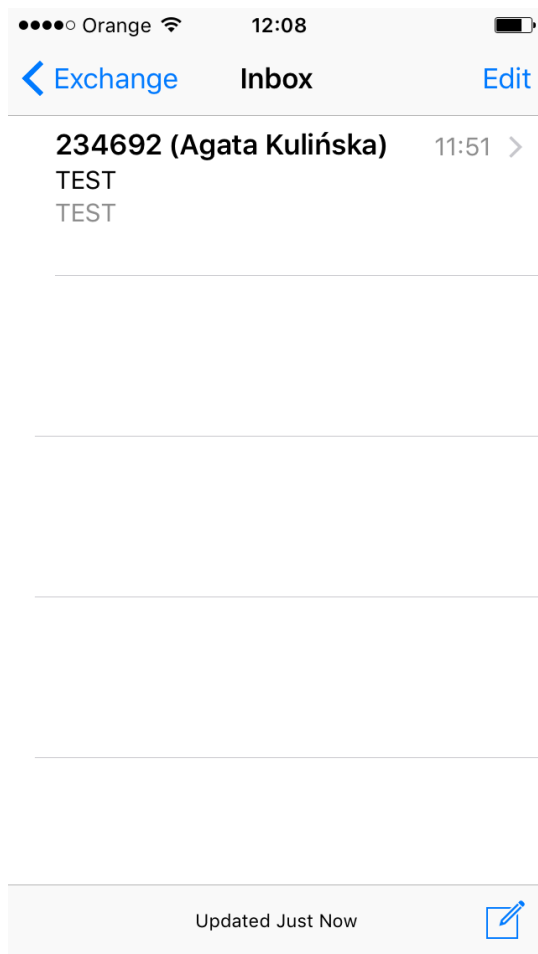 Orange 12:08
Exchange Inbox Edit
234692 (Agata Kulińska) 11:51
TEST
TEST
Updated Just Now